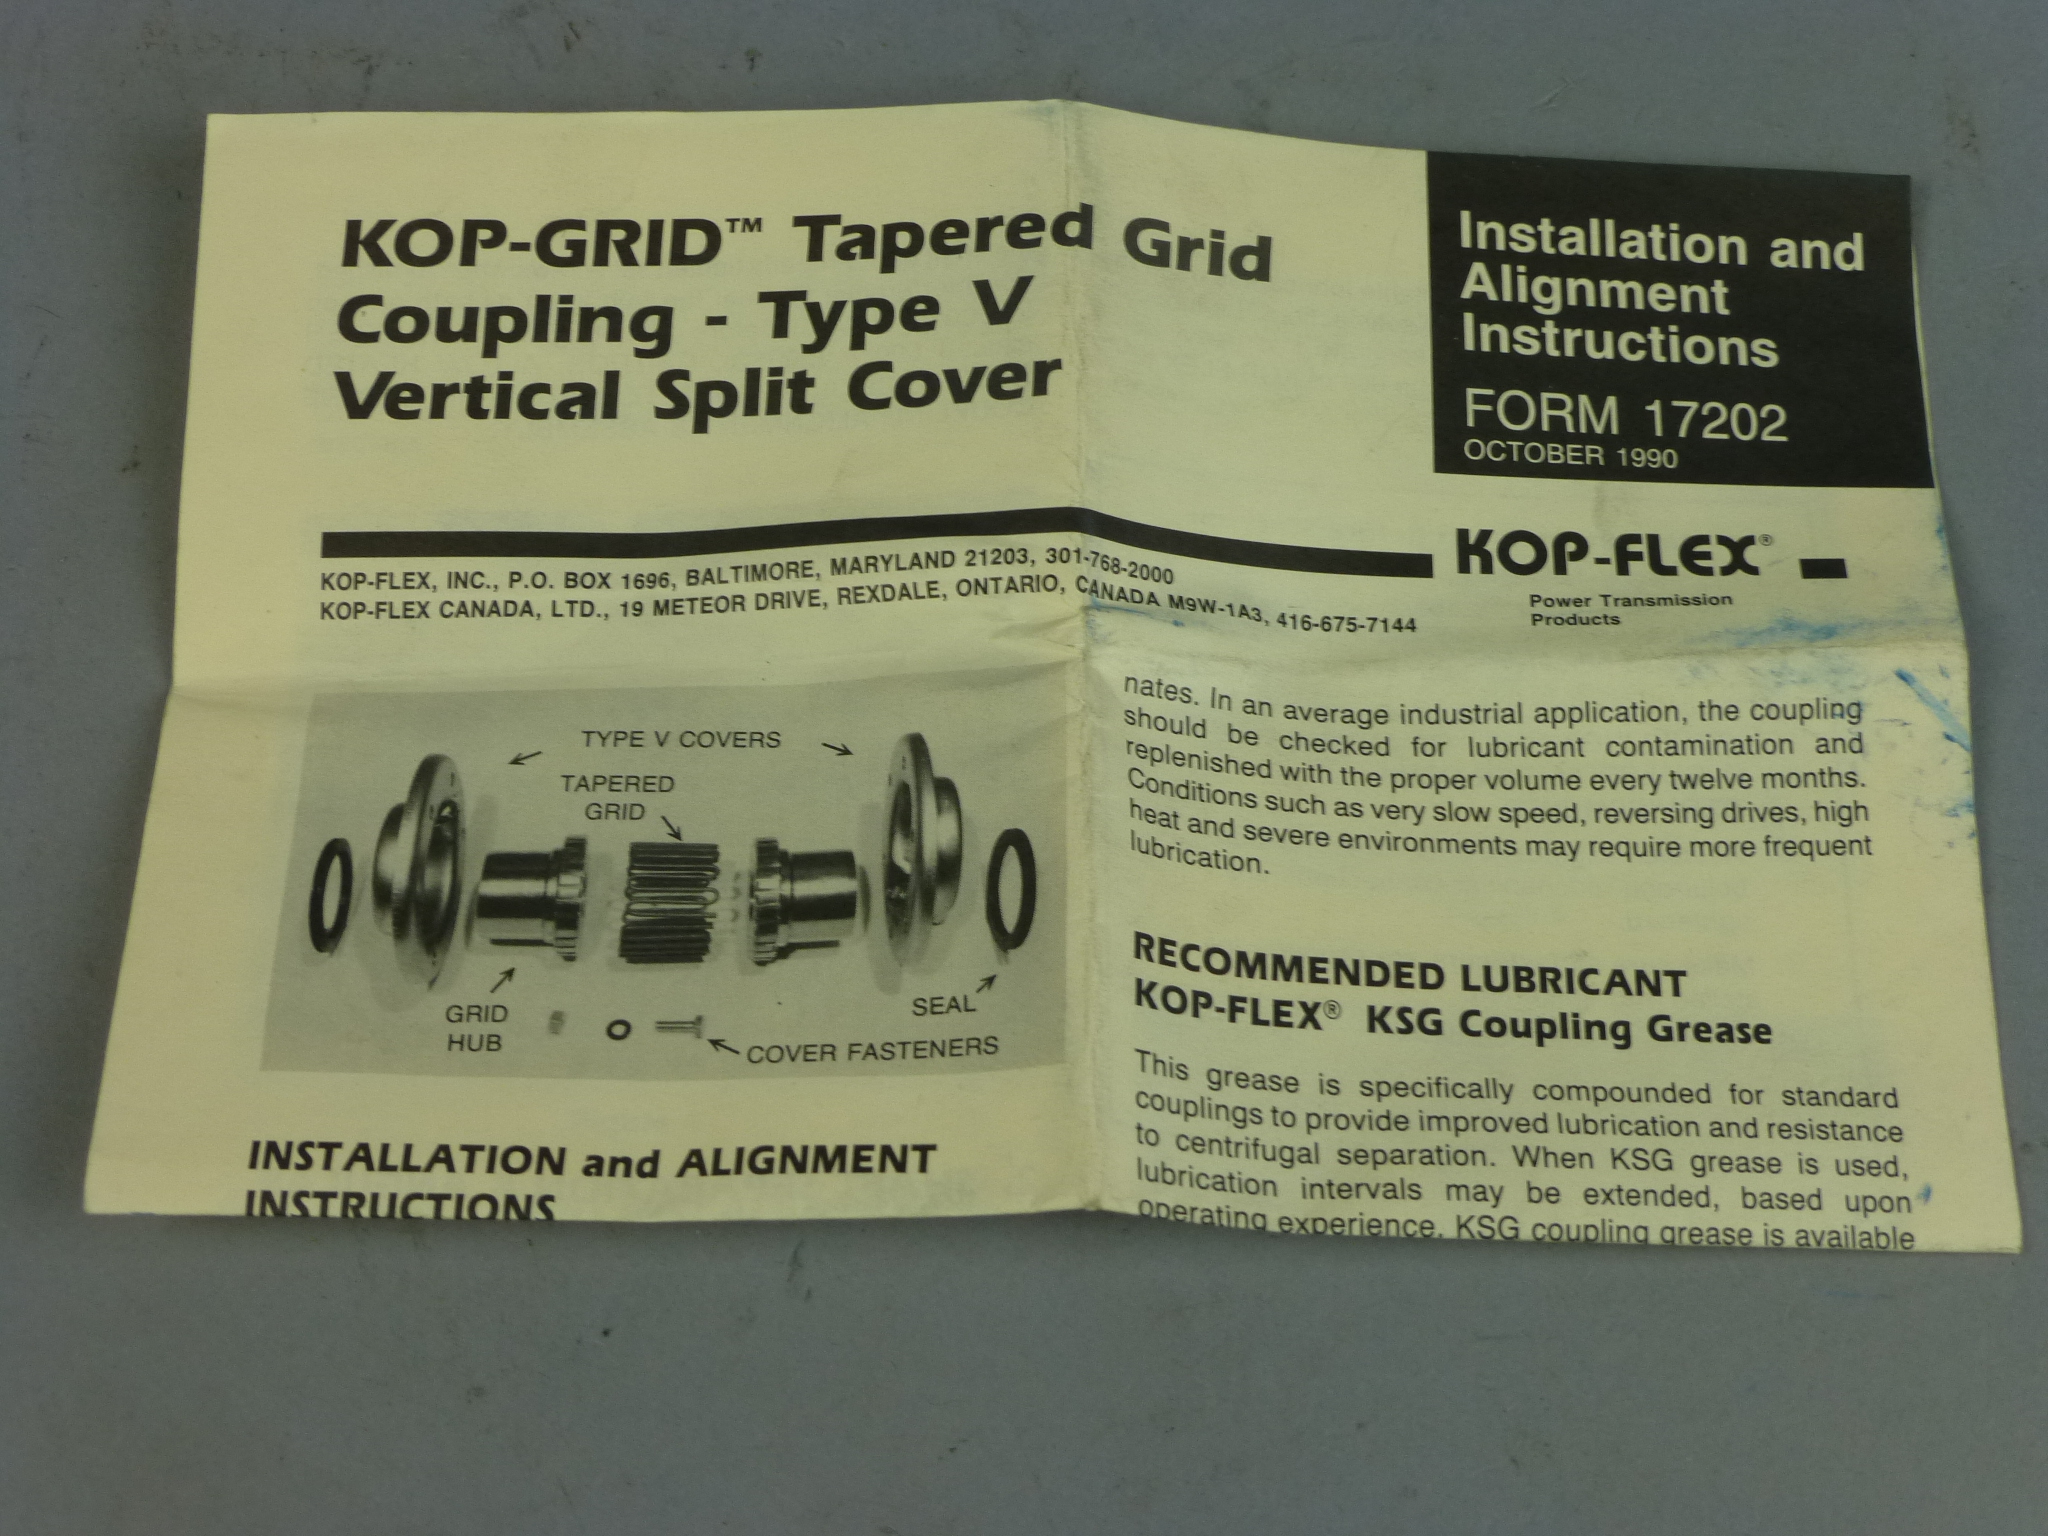 KOP-GRID™ Tapered Grid
Coupling - Type V
Vertical Split Cover
Installation and
Alignment
Instructions
FORM 17202
OCTOBER 1990
KOP-FLEX®
Power Transmission
Products
KOP-FLEX, INC., P.O. BOX 1696, BALTIMORE, MARYLAND 21203, 301-768-2000
KOP-FLEX CANADA, LTD., 19 METEOR DRIVE, REXDALE, ONTARIO, CANADA M9W-1A3, 416-675-7144
TYPE V COVERS
TAPERED
GRID
GRID
HUB
SEAL
COVER FASTENERS
INSTALLATION and ALIGNMENT
INSTRUCTIONS
nates. In an average industrial application, the coupling
should be checked for lubricant contamination and
replenished with the proper volume every twelve months.
Conditions such as very slow speed, reversing drives, high
heat and severe environments may require more frequent
lubrication.
RECOMMENDED LUBRICANT
KOP-FLEX® KSG Coupling Grease
This grease is specifically compounded for standard
couplings to provide improved lubrication and resistance
to centrifugal separation. When KSG grease is used,
lubrication intervals may be extended, based upon
operating experience. KSG coupling grease is available